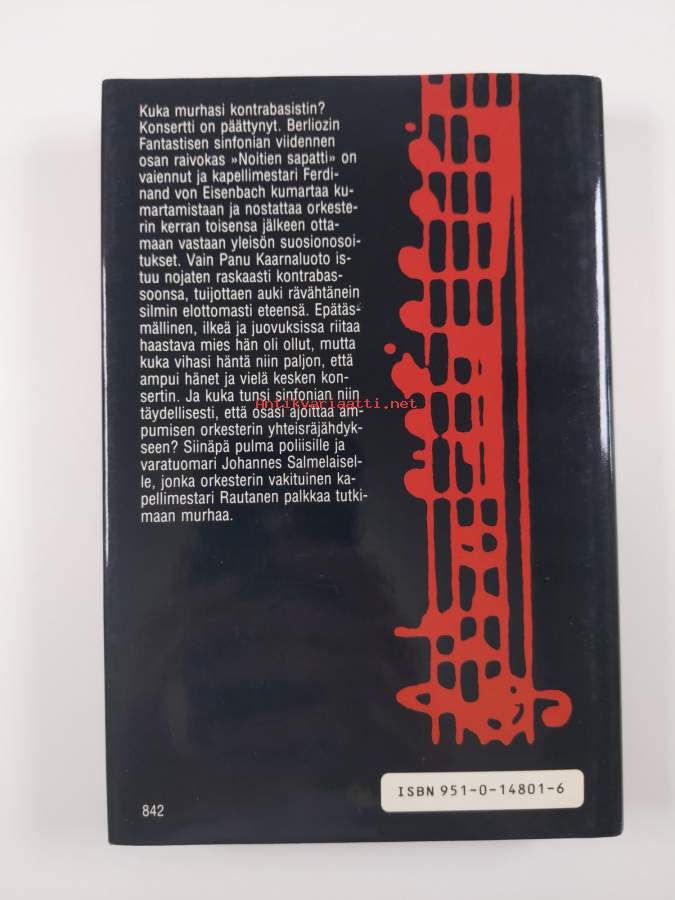 Kuka murhasi kontrabasistin?
Konsertti on päättynyt. Berliozin
Fantastisen sinfonian viidennen
osan raivokas »Noitien sapatti» on
vaiennut ja kapellimestari Ferdi-
nand von Eisenbach kumartaa ku-
martamistaan ja nostattaa orkeste-
rin kerran toisensa jälkeen otta-
maan vastaan yleisön suosionosoi-
tukset. Vain Panu Kaarnaluoto is-
tuu nojaten raskaasti kontrabas-
soonsa, tuijottaen auki rävähtänein
silmin elottomasti eteensä. Epätäs-
mällinen, ilkeä ja juovuksissa riitaa
haastava mies hän oli ollut, mutta
kuka vihasi häntä niin paljon, että
ampui hänet ja vielä kesken kon-
sertin. Ja kuka tunsi sinfonian niin
täydellisesti, että osasi ajoittaa am-
pumisen orkesterin yhteisräjähdyk-
seen? Siinäpä pulma poliisille ja
varatuomari Johannes Salmelaisel-
le, jonka orkesterin vakituinen ka-
pellimestari Rautanen palkkaa tutki-
maan murhaa.
Antikvariaatti.net
ISBN 951-0-14801-6
842